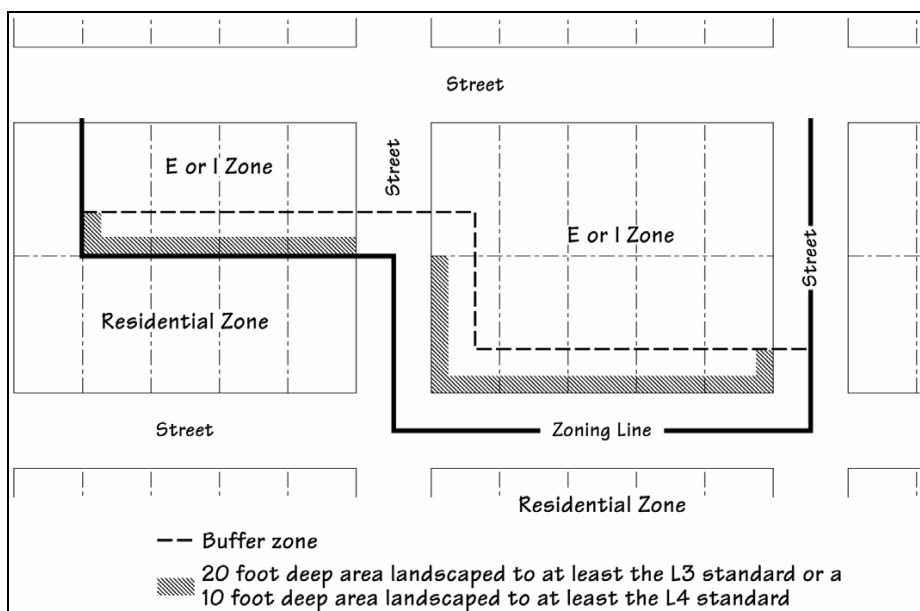 Street
E or I Zone
Street
E or I Zone
Street
Residential Zone
Street
Zoning Line
Residential Zone
Buffer zone
20 foot deep area landscaped to at least the L3 standard or a
10 foot deep area landscaped to at least the L4 standard